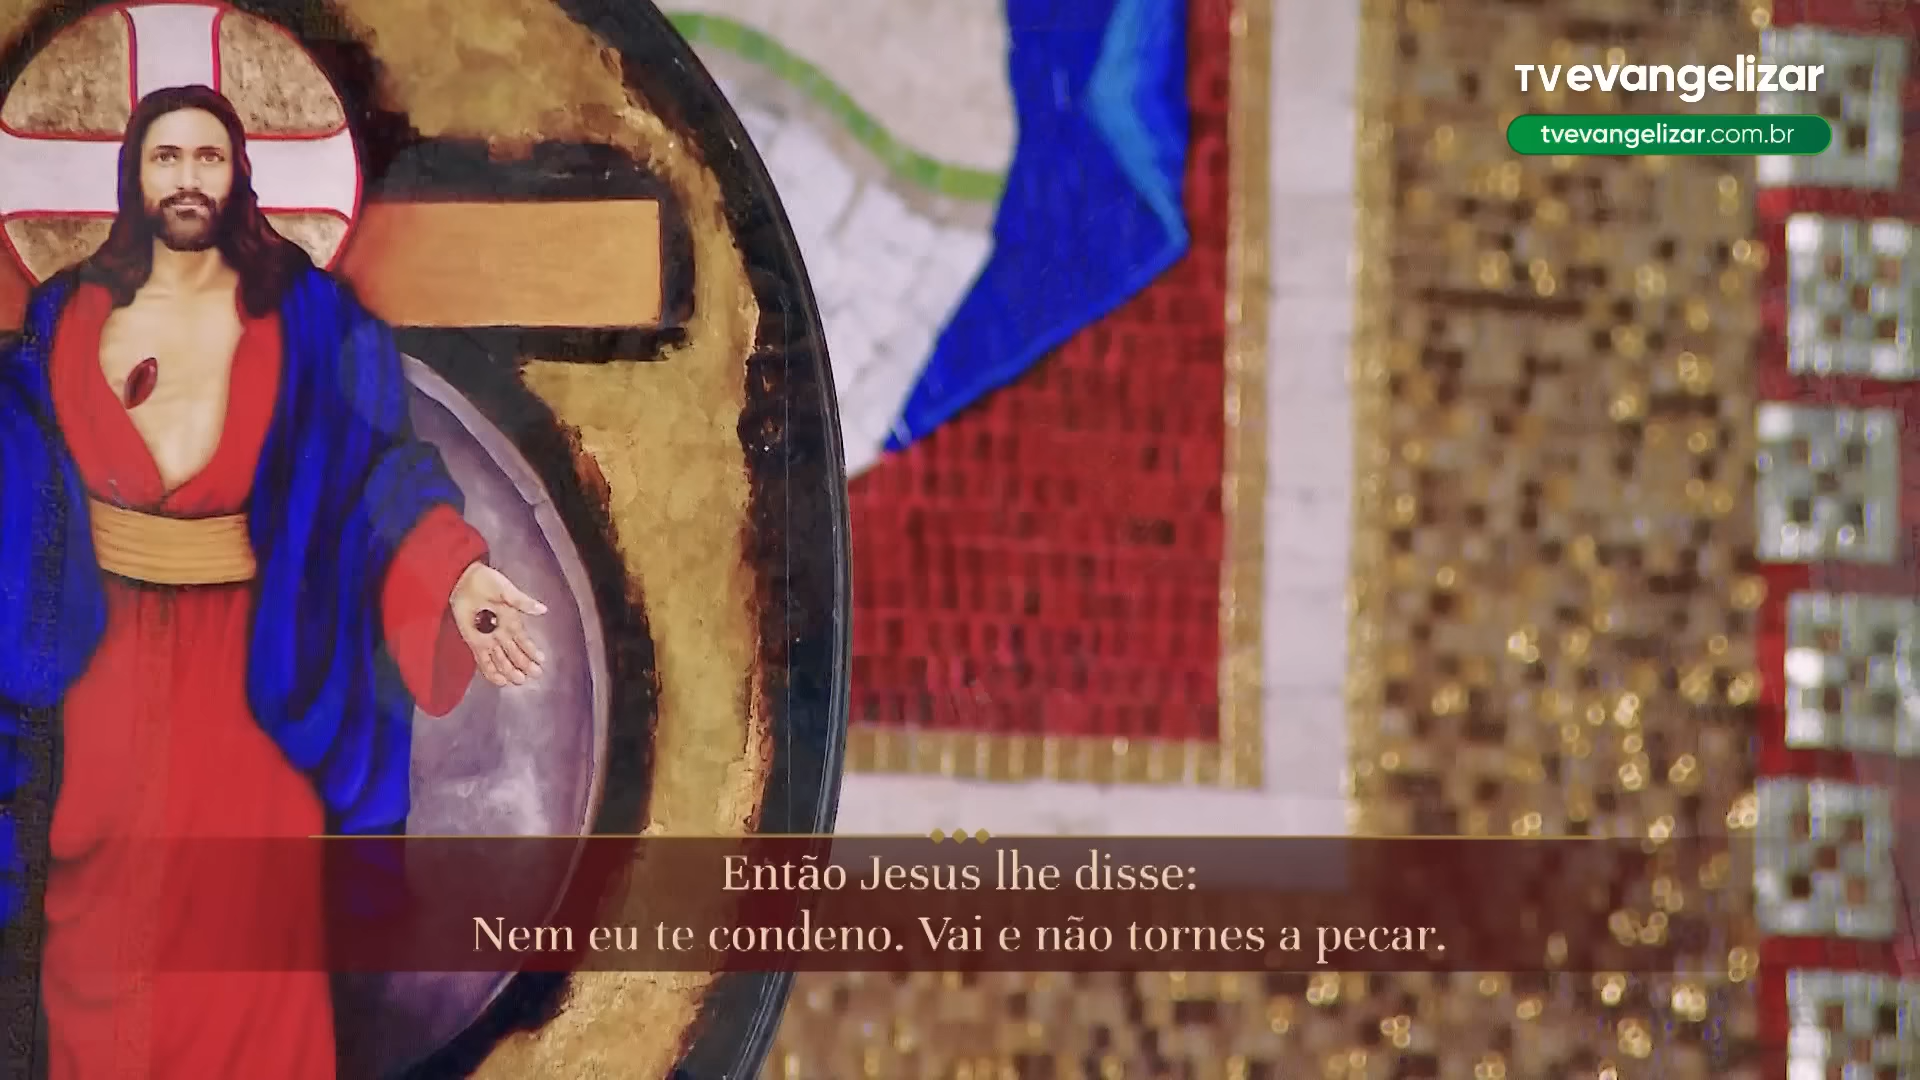 TVevangelizar
tvevangelizar.com.br
Então Jesus lhe disse:
Nem eu te condeno. Vai e não tornes a pecar.